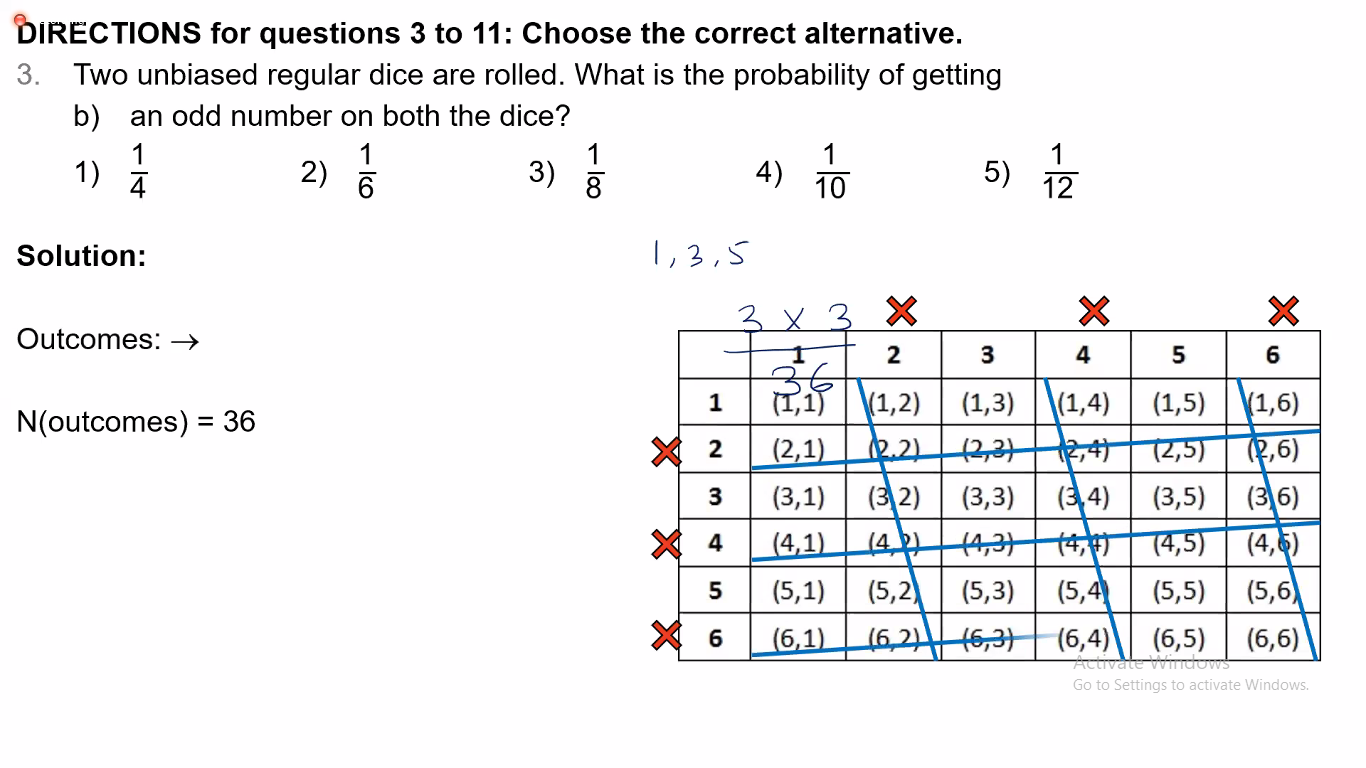 DIRECTIONS for questions 3 to 11: Choose the correct alternative.
3. Two unbiased regular dice are rolled. What is the probability of getting
b) an odd number on both the dice?
1) 1/4 2) 1/6 3) 1/8 4) 1/10 5) 1/12
Solution:
1, 3, 5
3 × 3
36
Outcomes: →
N(outcomes) = 36
1 2 3 4 5 6
1 (1,1) (1,2) (1,3) (1,4) (1,5) (1,6)
2 (2,1) (2,2) (2,3) (2,4) (2,5) (2,6)
3 (3,1) (3,2) (3,3) (3,4) (3,5) (3,6)
4 (4,1) (4,2) (4,3) (4,4) (4,5) (4,6)
5 (5,1) (5,2) (5,3) (5,4) (5,5) (5,6)
6 (6,1) (6,2) (6,3) (6,4) (6,5) (6,6)
Activate Windows
Go to Settings to activate Windows.